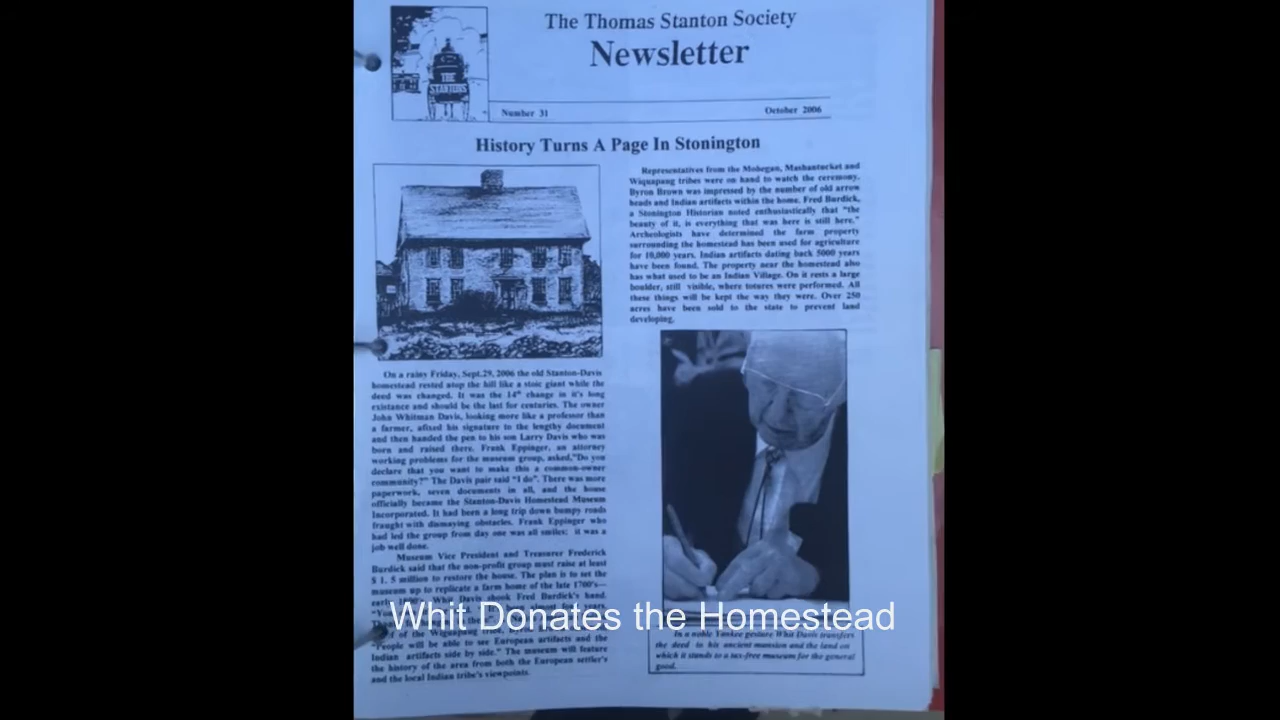 The Thomas Stanton Society
Newsletter
THE
STANTONS
Number 31
October 2006
History Turns A Page In Stonington
On a rainy Friday, Sept.29, 2006 the old Stanton-Davis
homestead rested atop the hill like a stoic giant while the
deed was changed. It was the 14th change in it's long
existance and should be the last for centuries. The owner
John Whitman Davis, looking more like a professor than
a farmer, afixed his signature to the lengthy document
and then handed the pen to his son Larry Davis who was
born and raised there. Frank Eppinger, an attorney
working problems for the museum group, asked,"Do you
declare that you want to make this a common-owner
community?" The Davis pair said "I do". There was more
paperwork, seven documents in all, and the house
officially became the Stanton-Davis Homestead Museum
Incorporated. It had been a long trip down bumpy roads
fraught with dismaying obstacles. Frank Eppinger who
had led the group from day one was all smiles: it was a
job well done.
Museum Vice President and Treasurer Frederick
Burdick said that the non-profit group must raise at least
$ 1. 5 million to restore the house. The plan is to set the
museum up to replicate a farm home of the late 1700's—
early 1800's. Whit Davis shook Fred Burdick's hand.
of the Wiquapang tribe,
"People will be able to see European artifacts and the
Indian artifacts side by side." The museum will feature
the history of the area from both the European settler's
and the local Indian tribe's viewpoints.
Representatives from the Mohegan, Mashantucket and
Wiquapang tribes were on hand to watch the ceremony.
Byron Brown was impressed by the number of old arrow
heads and Indian artifacts within the home. Fred Burdick,
a Stonington Historian noted enthusiastically that "the
beauty of it, is everything that was here is still here."
Archeologists have determined the farm property
surrounding the homestead has been used for agriculture
for 10,000 years. Indian artifacts dating back 5000 years
have been found. The property near the homestead also
has what used to be an Indian Village. On it rests a large
boulder, still visible, where totures were performed. All
these things will be kept the way they were. Over 250
acres have been sold to the state to prevent land
developing.
In a noble Yankee gesture Whit Davis transfers
the deed to his ancient mansion and the land on
which it stands to a tax-free museum for the general
good.
Whit Donates the Homestead